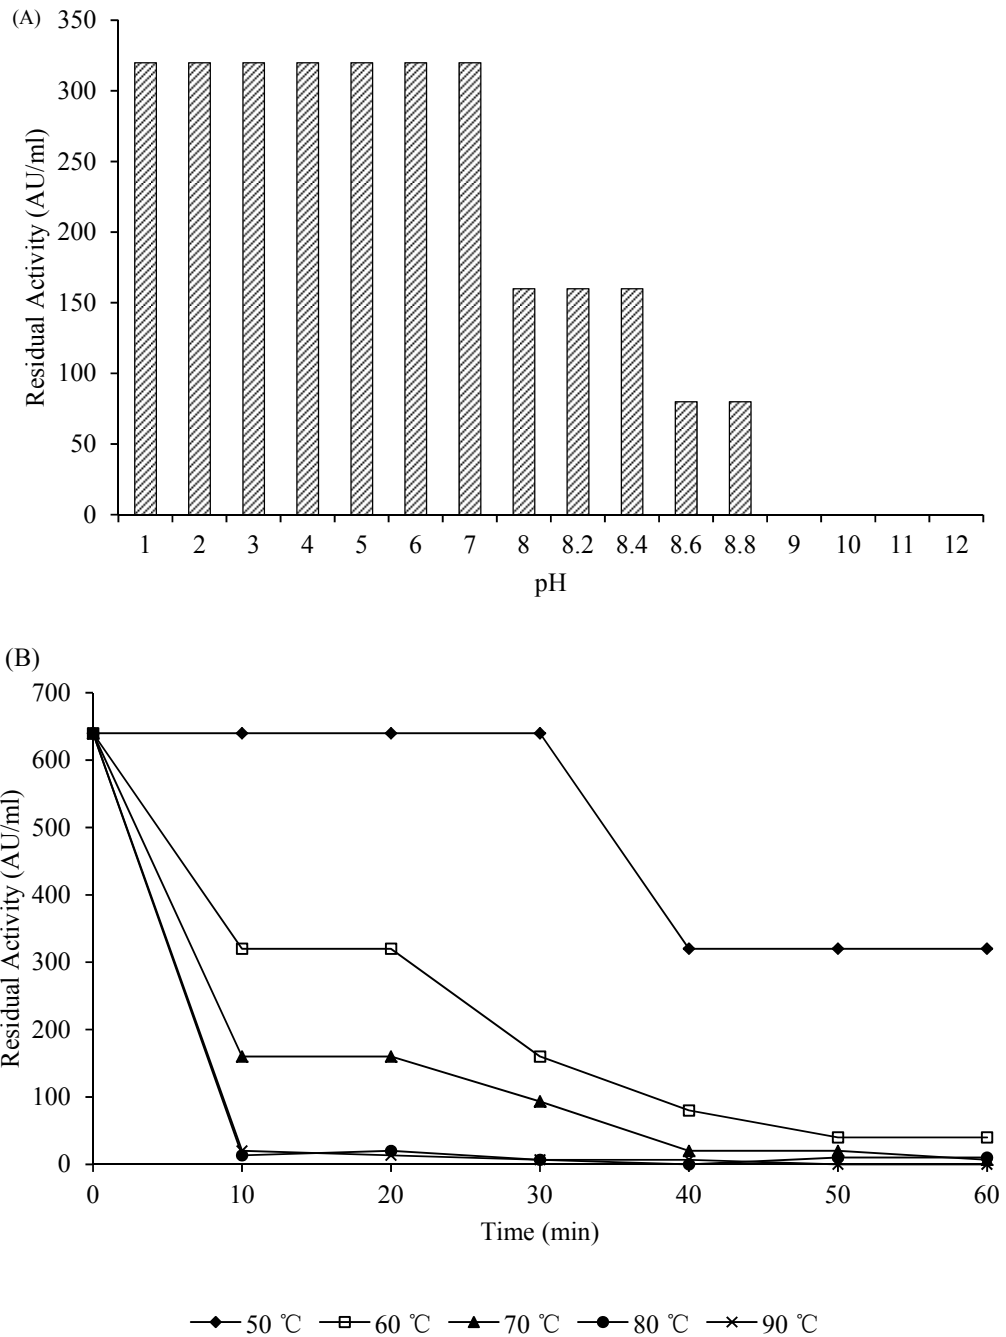 (A)
350
300
250
200
150
100
50
0
Residual Activity (AU/ml)
1 2 3 4 5 6 7 8 8.2 8.4 8.6 8.8 9 10 11 12
pH
(B)
700
600
500
400
300
200
100
0
Residual Activity (AU/ml)
0 10 20 30 40 50 60
Time (min)
50 ℃ 60 ℃ 70 ℃ 80 ℃ 90 ℃